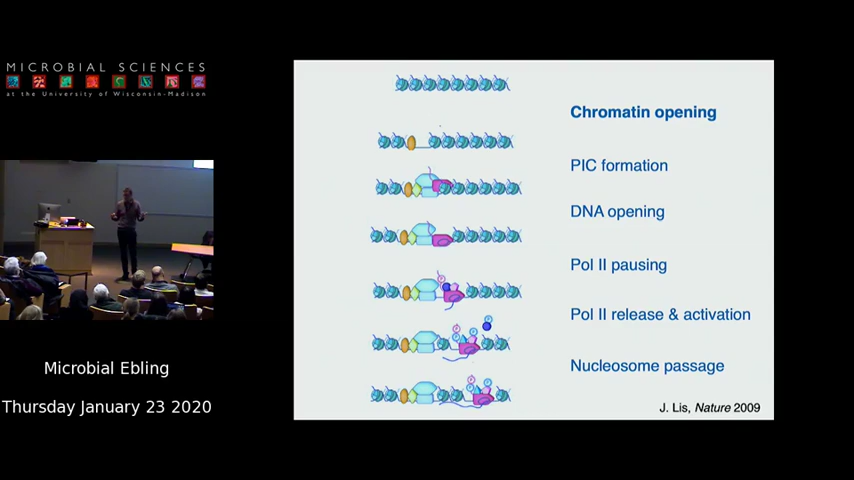 MICROBIAL SCIENCES
at the University of Wisconsin-Madison
Microbial Ebling
Thursday January 23 2020
Chromatin opening
PIC formation
DNA opening
Pol II pausing
Pol II release & activation
Nucleosome passage
J. Lis, Nature 2009